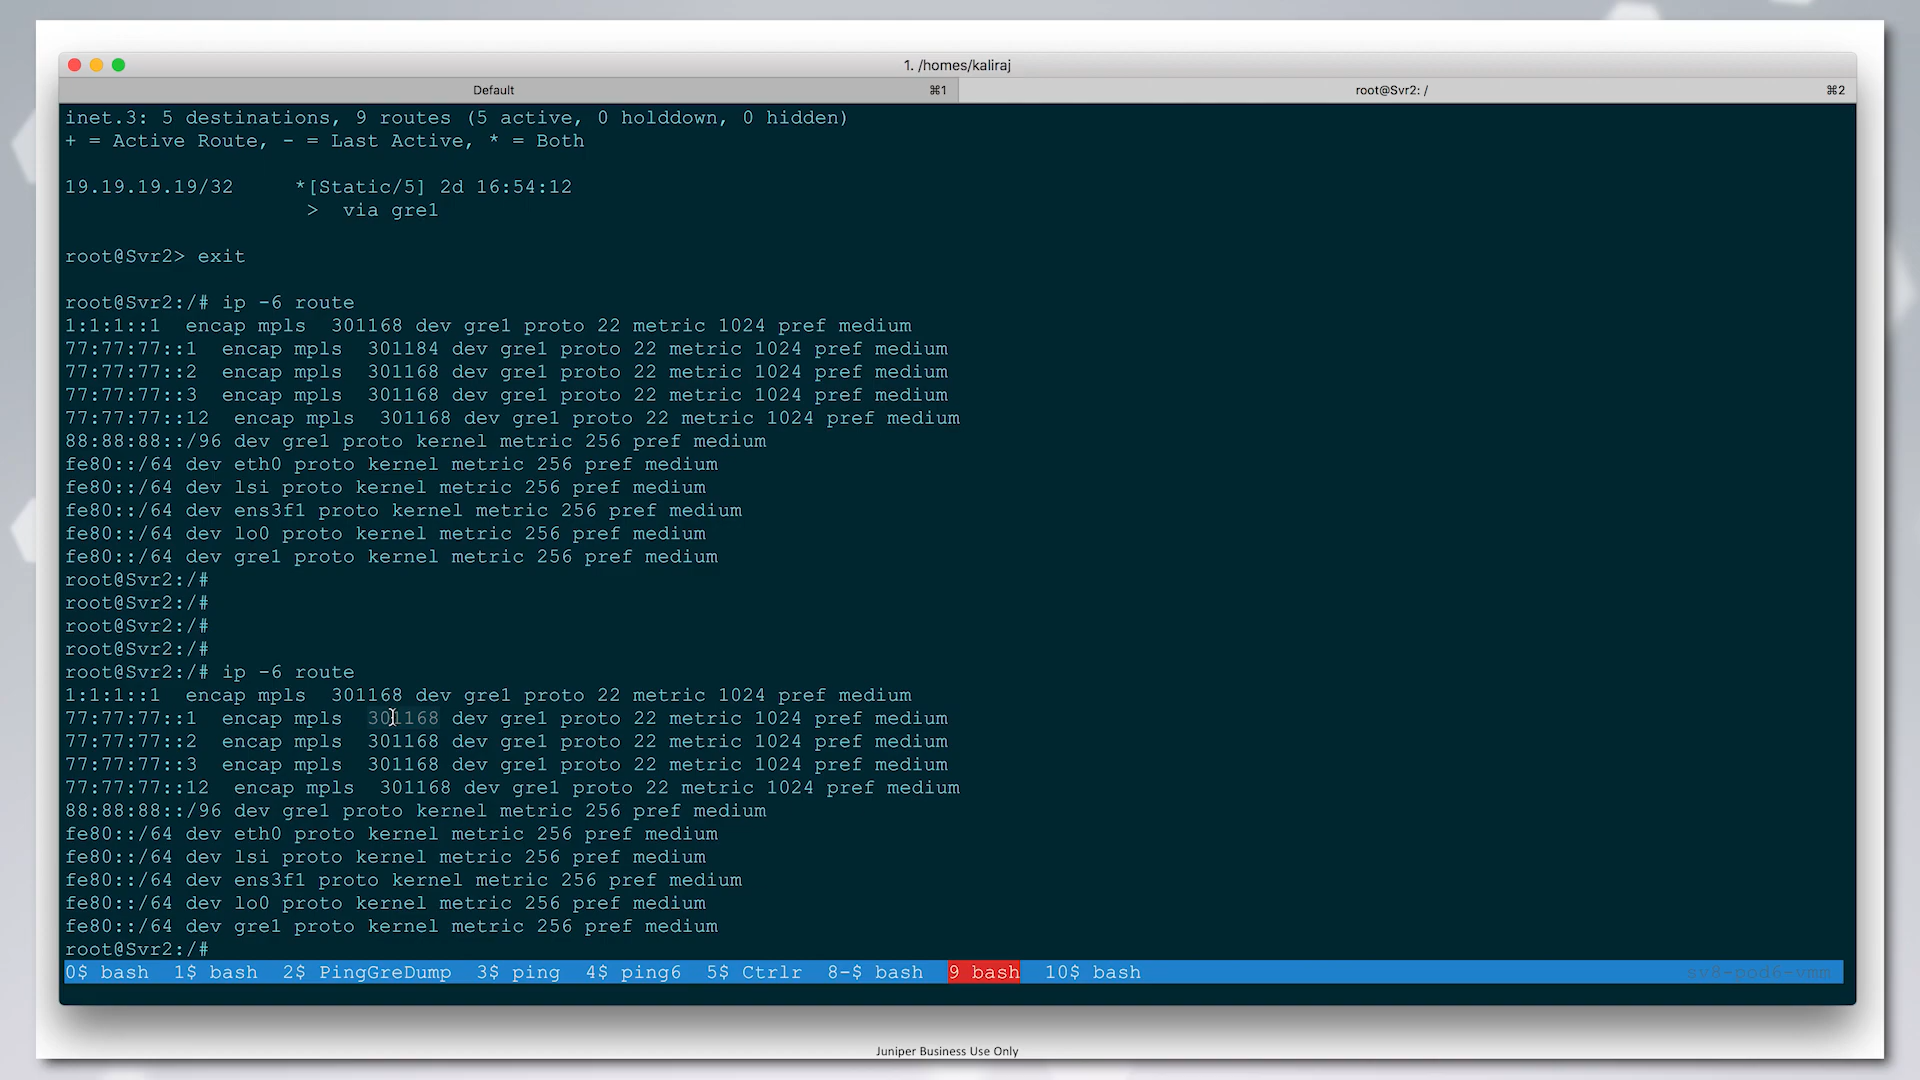 1. /homes/kaliraj
Default ⌘1 root@Svr2: / ⌘2
inet.3: 5 destinations, 9 routes (5 active, 0 holddown, 0 hidden)
+ = Active Route, - = Last Active, * = Both
19.19.19.19/32 *[Static/5] 2d 16:54:12
> via gre1
root@Svr2> exit
root@Svr2:/# ip -6 route
1:1:1::1 encap mpls 301168 dev gre1 proto 22 metric 1024 pref medium
77:77:77::1 encap mpls 301184 dev gre1 proto 22 metric 1024 pref medium
77:77:77::2 encap mpls 301168 dev gre1 proto 22 metric 1024 pref medium
77:77:77::3 encap mpls 301168 dev gre1 proto 22 metric 1024 pref medium
77:77:77::12 encap mpls 301168 dev gre1 proto 22 metric 1024 pref medium
88:88:88::/96 dev gre1 proto kernel metric 256 pref medium
fe80::/64 dev eth0 proto kernel metric 256 pref medium
fe80::/64 dev lsi proto kernel metric 256 pref medium
fe80::/64 dev ens3f1 proto kernel metric 256 pref medium
fe80::/64 dev lo0 proto kernel metric 256 pref medium
fe80::/64 dev gre1 proto kernel metric 256 pref medium
root@Svr2:/#
root@Svr2:/#
root@Svr2:/#
root@Svr2:/#
root@Svr2:/# ip -6 route
1:1:1::1 encap mpls 301168 dev gre1 proto 22 metric 1024 pref medium
77:77:77::1 encap mpls 301168 dev gre1 proto 22 metric 1024 pref medium
77:77:77::2 encap mpls 301168 dev gre1 proto 22 metric 1024 pref medium
77:77:77::3 encap mpls 301168 dev gre1 proto 22 metric 1024 pref medium
77:77:77::12 encap mpls 301168 dev gre1 proto 22 metric 1024 pref medium
88:88:88::/96 dev gre1 proto kernel metric 256 pref medium
fe80::/64 dev eth0 proto kernel metric 256 pref medium
fe80::/64 dev lsi proto kernel metric 256 pref medium
fe80::/64 dev ens3f1 proto kernel metric 256 pref medium
fe80::/64 dev lo0 proto kernel metric 256 pref medium
fe80::/64 dev gre1 proto kernel metric 256 pref medium
root@Svr2:/#
0$ bash 1$ bash 2$ PingGreDump 3$ ping 4$ ping6 5$ Ctrlr 8-$ bash 9 bash 10$ bash sv8-pod6-vmm
Juniper Business Use Only